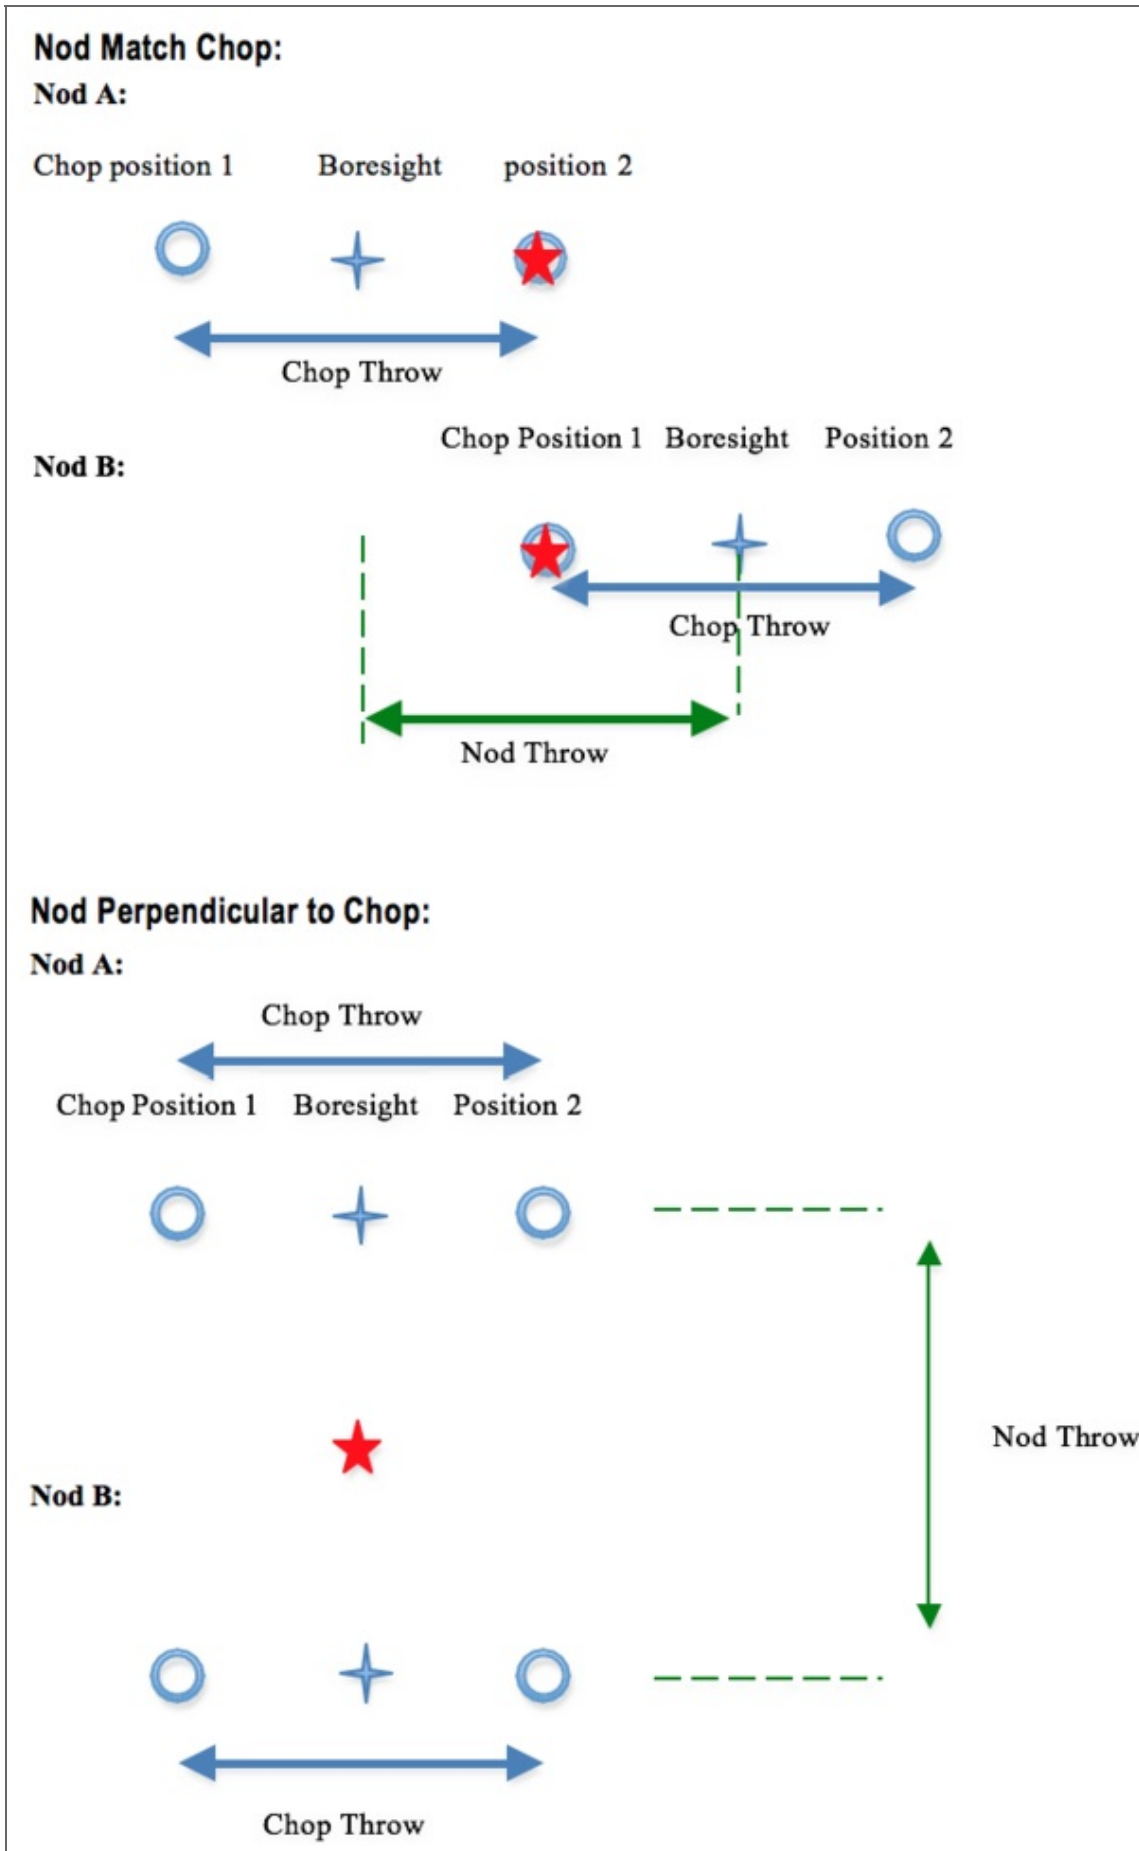 Nod Match Chop:
Nod A:
Chop position 1 Boresight position 2
Chop Throw
Chop Position 1 Boresight Position 2
Nod B:
Chop Throw
Nod Throw
Nod Perpendicular to Chop:
Nod A:
Chop Throw
Chop Position 1 Boresight Position 2
Nod Throw
Nod B:
Chop Throw